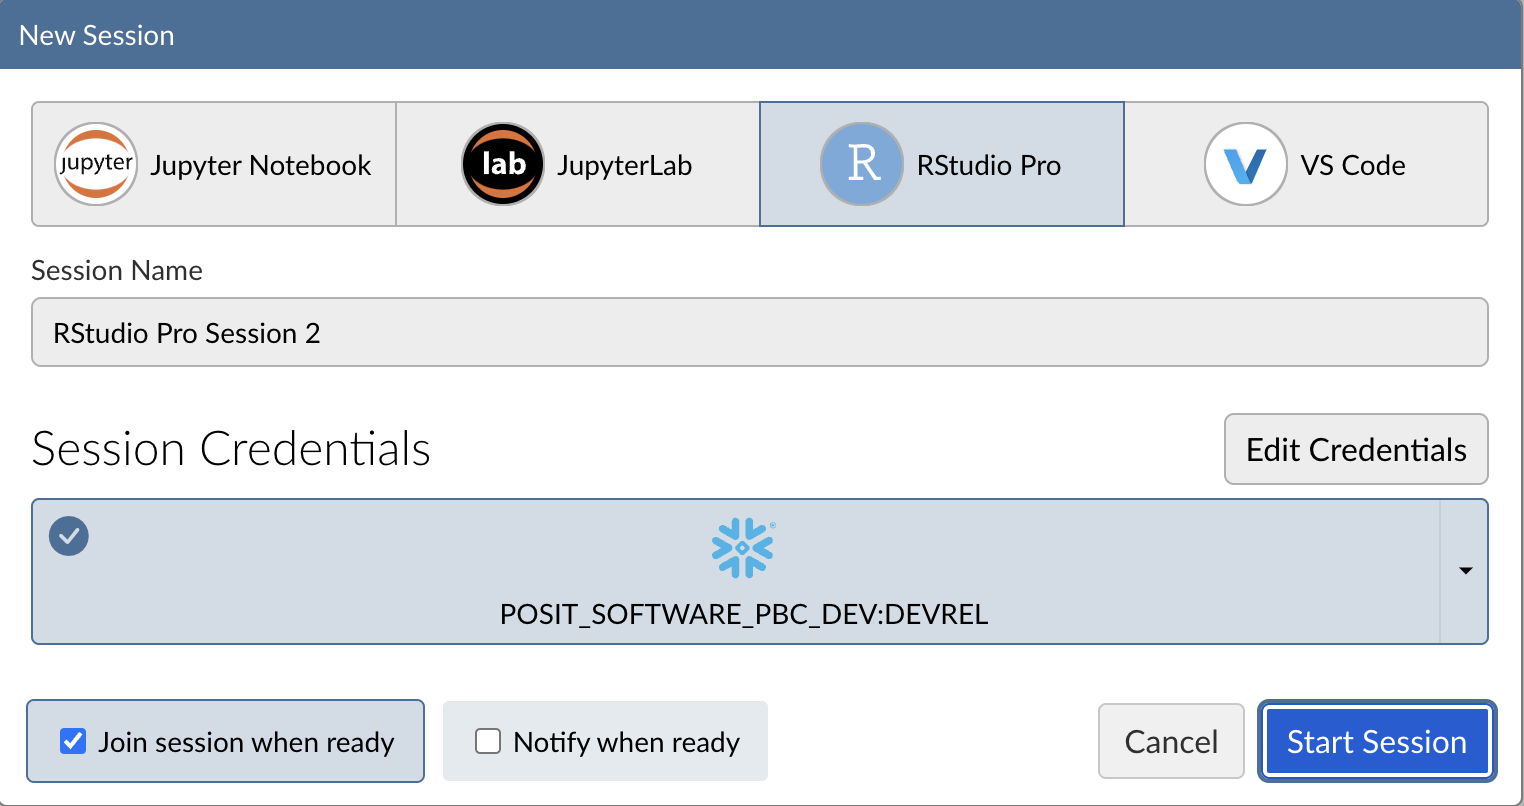 New Session
jupyter Jupyter Notebook
lab JupyterLab
R RStudio Pro
VS Code
Session Name
RStudio Pro Session 2
Session Credentials
Edit Credentials
®
POSIT_SOFTWARE_PBC_DEV:DEVREL
Join session when ready
Notify when ready
Cancel
Start Session